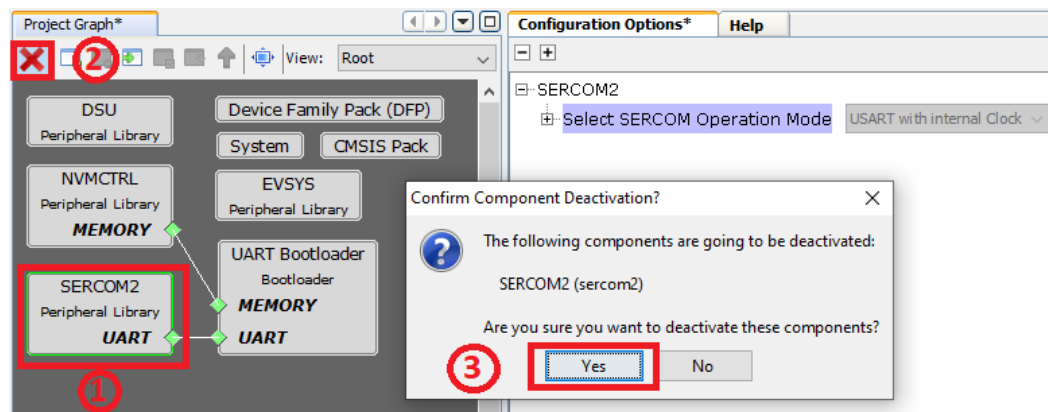 Project Graph*
Configuration Options*
Help
2
View:
Root
DSU
Peripheral Library
Device Family Pack (DFP)
System
CMSIS Pack
NVMCTRL
Peripheral Library
MEMORY
EVSYS
Peripheral Library
UART Bootloader
Bootloader
MEMORY
UART
SERCOM2
Peripheral Library
UART
1
SERCOM2
Select SERCOM Operation Mode
USART with internal Clock
Confirm Component Deactivation?
The following components are going to be deactivated:
SERCOM2 (sercom2)
Are you sure you want to deactivate these components?
3
Yes
No